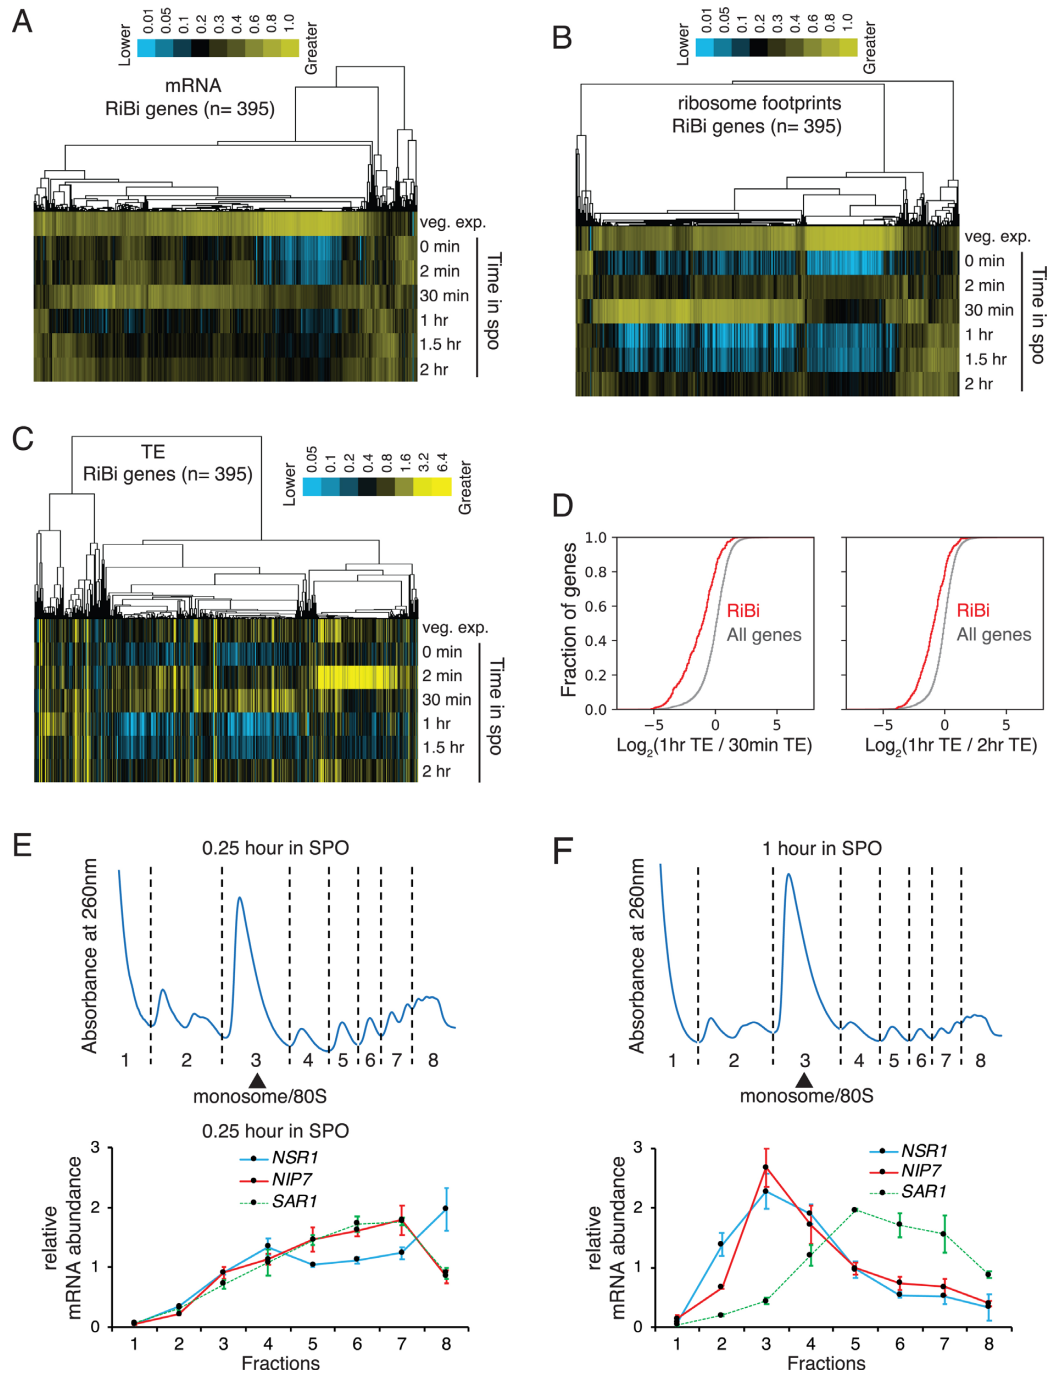 A
Lower
0.01
0.05
0.1
0.2
0.3
0.4
0.6
0.8
1.0
Greater
mRNA
RiBi genes (n= 395)
veg. exp.
0 min
2 min
30 min
1 hr
1.5 hr
2 hr
Time in spo
B
Lower
0.01
0.05
0.1
0.2
0.3
0.4
0.6
0.8
1.0
Greater
ribosome footprints
RiBi genes (n= 395)
veg. exp.
0 min
2 min
30 min
1 hr
1.5 hr
2 hr
Time in spo
C
TE
RiBi genes (n= 395)
Lower
0.05
0.1
0.2
0.4
0.8
1.6
3.2
6.4
Greater
veg. exp.
0 min
2 min
30 min
1 hr
1.5 hr
2 hr
Time in spo
D
Fraction of genes
1.0
0.8
0.6
0.4
0.2
0.0
RiBi
All genes
−5 0 5
Log2(1hr TE / 30min TE)
RiBi
All genes
−5 0 5
Log2(1hr TE / 2hr TE)
E
0.25 hour in SPO
Absorbance at 260nm
1 2 3 4 5 6 7 8
monosome/80S
0.25 hour in SPO
relative
mRNA abundance
3
2
1
0
NSR1
NIP7
SAR1
1 2 3 4 5 6 7 8
Fractions
F
1 hour in SPO
Absorbance at 260nm
1 2 3 4 5 6 7 8
monosome/80S
relative
mRNA abundance
3
2
1
0
NSR1
NIP7
SAR1
1 2 3 4 5 6 7 8
Fractions